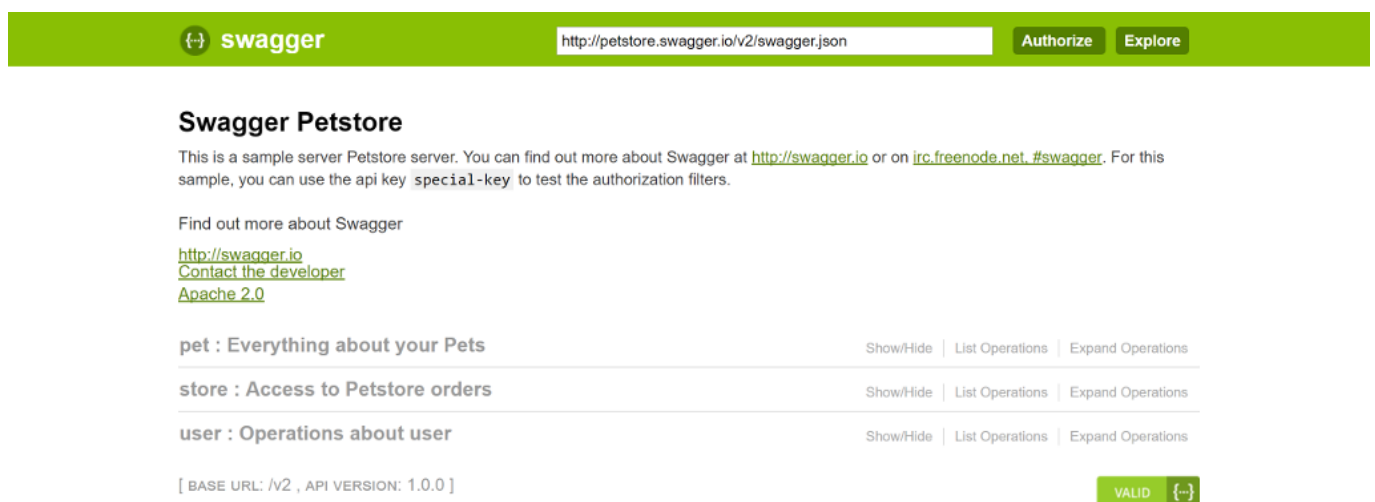 swagger
http://petstore.swagger.io/v2/swagger.json
Authorize
Explore
Swagger Petstore
This is a sample server Petstore server. You can find out more about Swagger at http://swagger.io or on irc.freenode.net, #swagger. For this
sample, you can use the api key special-key to test the authorization filters.
Find out more about Swagger
http://swagger.io
Contact the developer
Apache 2.0
pet : Everything about your Pets Show/Hide List Operations Expand Operations
store : Access to Petstore orders Show/Hide List Operations Expand Operations
user : Operations about user Show/Hide List Operations Expand Operations
[ BASE URL: /v2 , API VERSION: 1.0.0 ] VALID {...}